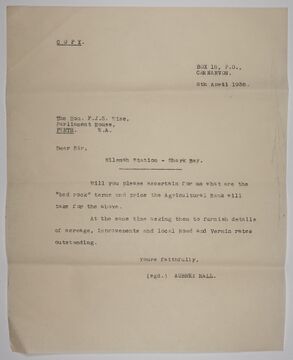 COPY.
BOX 15, P.O.,
CARNARVON.
8th April 1938.
The Hon. F.J.S. Wise,
Parliament House,
PERTH. W.A.
Dear Sir,
Station - Shark Bay.
Will you please ascertain for me what are the
"bed rock" terms and price the Agricultural Bank will
take for the above.
At the same time asking them to furnish details
of acreage, improvements and local Road and Vermin rates
outstanding.
Yours faithfully,
(sgd.) AUBREY HALL.